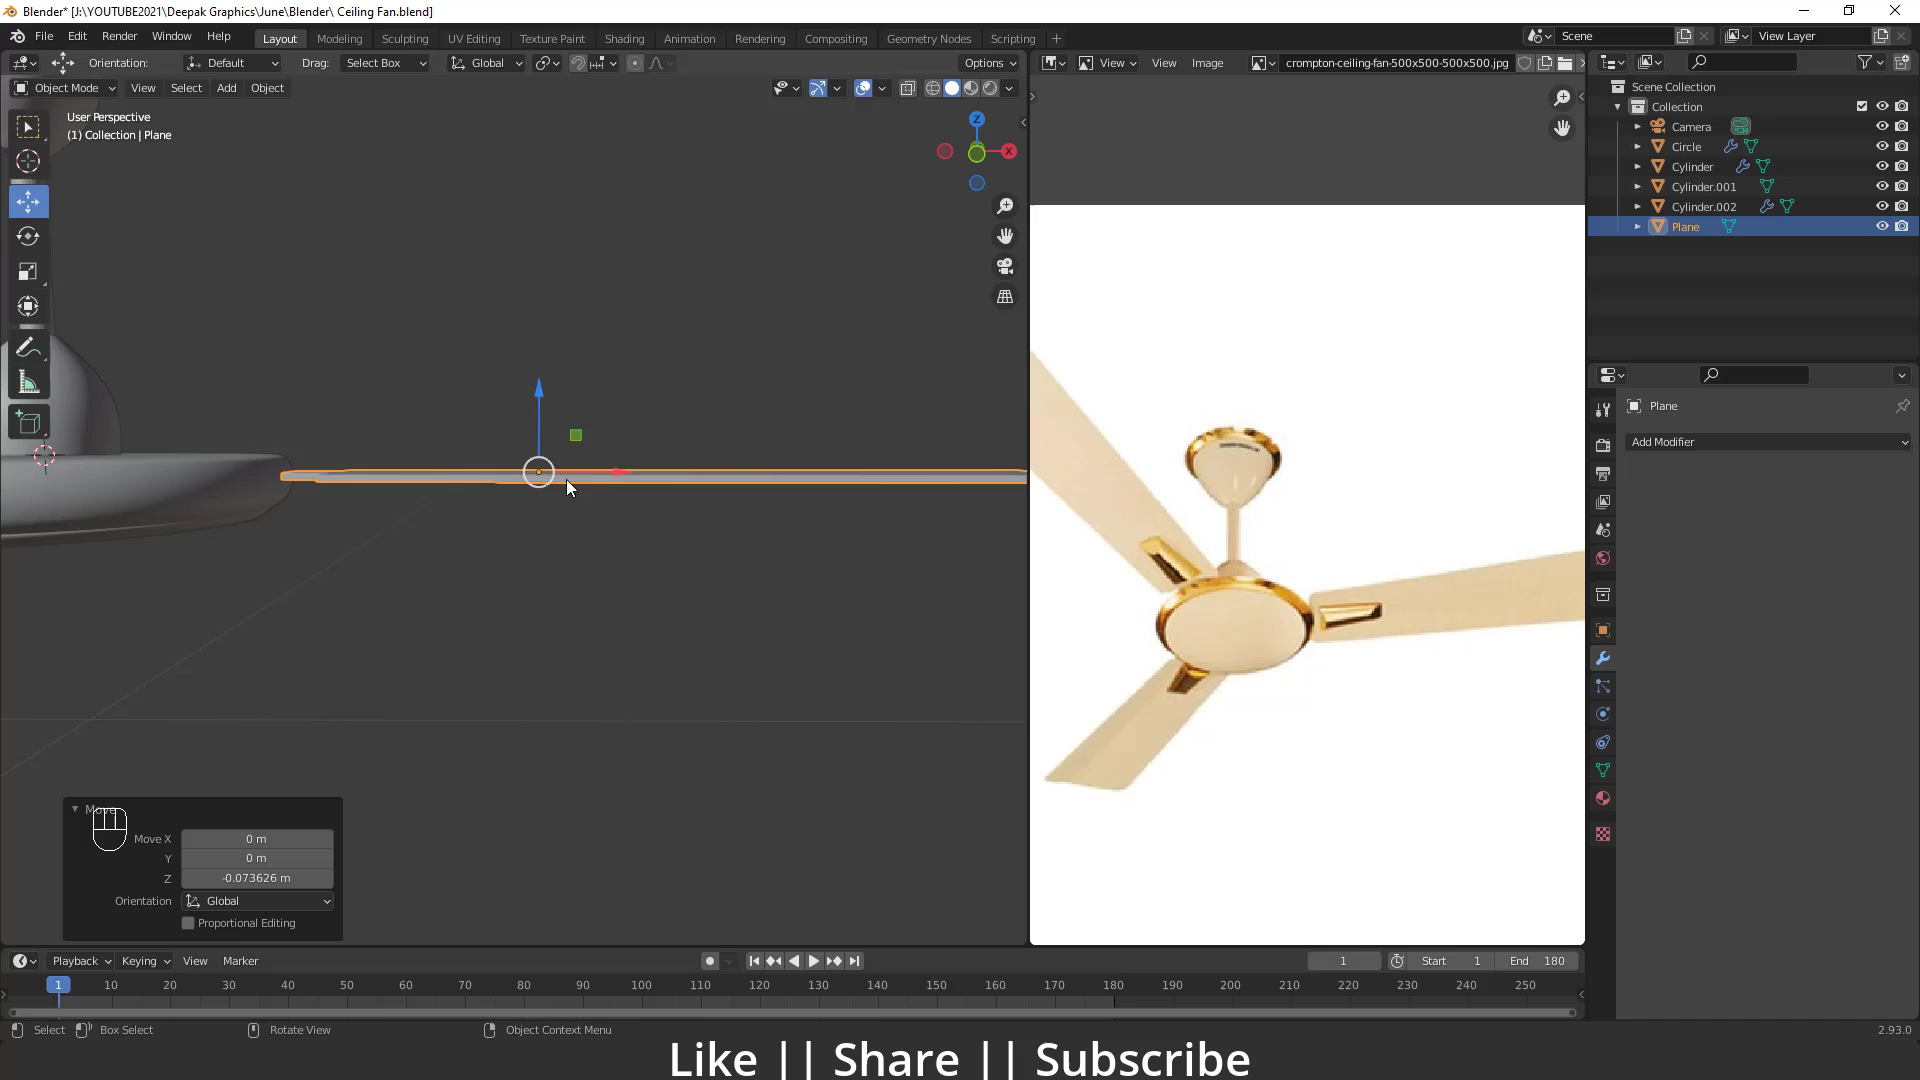 Blender* [J:\YOUTUBE2021\Deepak Graphics\June\Blender\ Ceiling Fan.blend]
File Edit Render Window Help Layout Modeling Sculpting UV Editing Texture Paint Shading Animation Rendering Compositing Geometry Nodes Scripting + Scene View Layer
Orientation: Default Drag: Select Box Global Options View View Image crompton-ceiling-fan-500x500-500x500.jpg
Object Mode View Select Add Object
User Perspective
(1) Collection | Plane
Z
X
Scene Collection
Collection
Camera
Circle
Cylinder
Cylinder.001
Cylinder.002
Plane
Plane
Add Modifier
Move
Move X 0 m
Y 0 m
Z -0.073626 m
Orientation Global
Proportional Editing
Playback Keying View Marker 1 Start 1 End 180
1 10 20 30 40 50 60 70 80 90 100 110 120 130 140 150 160 170 180 190 200 210 220 230 240 250
Select Box Select Rotate View Object Context Menu 2.93.0
Like || Share || Subscribe